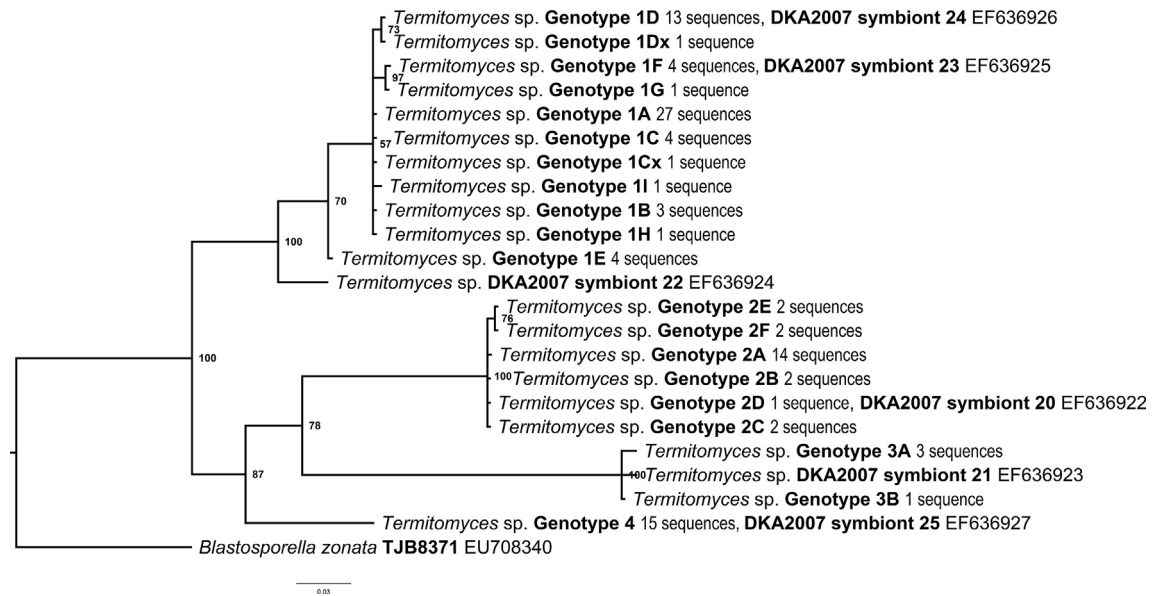 Termitomyces sp. Genotype 1D 13 sequences, DKA2007 symbiont 24 EF636926
73
Termitomyces sp. Genotype 1Dx 1 sequence
Termitomyces sp. Genotype 1F 4 sequences, DKA2007 symbiont 23 EF636925
97
Termitomyces sp. Genotype 1G 1 sequence
Termitomyces sp. Genotype 1A 27 sequences
Termitomyces sp. Genotype 1C 4 sequences
57
Termitomyces sp. Genotype 1Cx 1 sequence
Termitomyces sp. Genotype 1I 1 sequence
70
Termitomyces sp. Genotype 1B 3 sequences
Termitomyces sp. Genotype 1H 1 sequence
100
Termitomyces sp. Genotype 1E 4 sequences
Termitomyces sp. DKA2007 symbiont 22 EF636924
Termitomyces sp. Genotype 2E 2 sequences
76
Termitomyces sp. Genotype 2F 2 sequences
Termitomyces sp. Genotype 2A 14 sequences
100
100 Termitomyces sp. Genotype 2B 2 sequences
Termitomyces sp. Genotype 2D 1 sequence, DKA2007 symbiont 20 EF636922
78
Termitomyces sp. Genotype 2C 2 sequences
Termitomyces sp. Genotype 3A 3 sequences
87
100 Termitomyces sp. DKA2007 symbiont 21 EF636923
Termitomyces sp. Genotype 3B 1 sequence
Termitomyces sp. Genotype 4 15 sequences, DKA2007 symbiont 25 EF636927
Blastosporella zonata TJB8371 EU708340
0.03